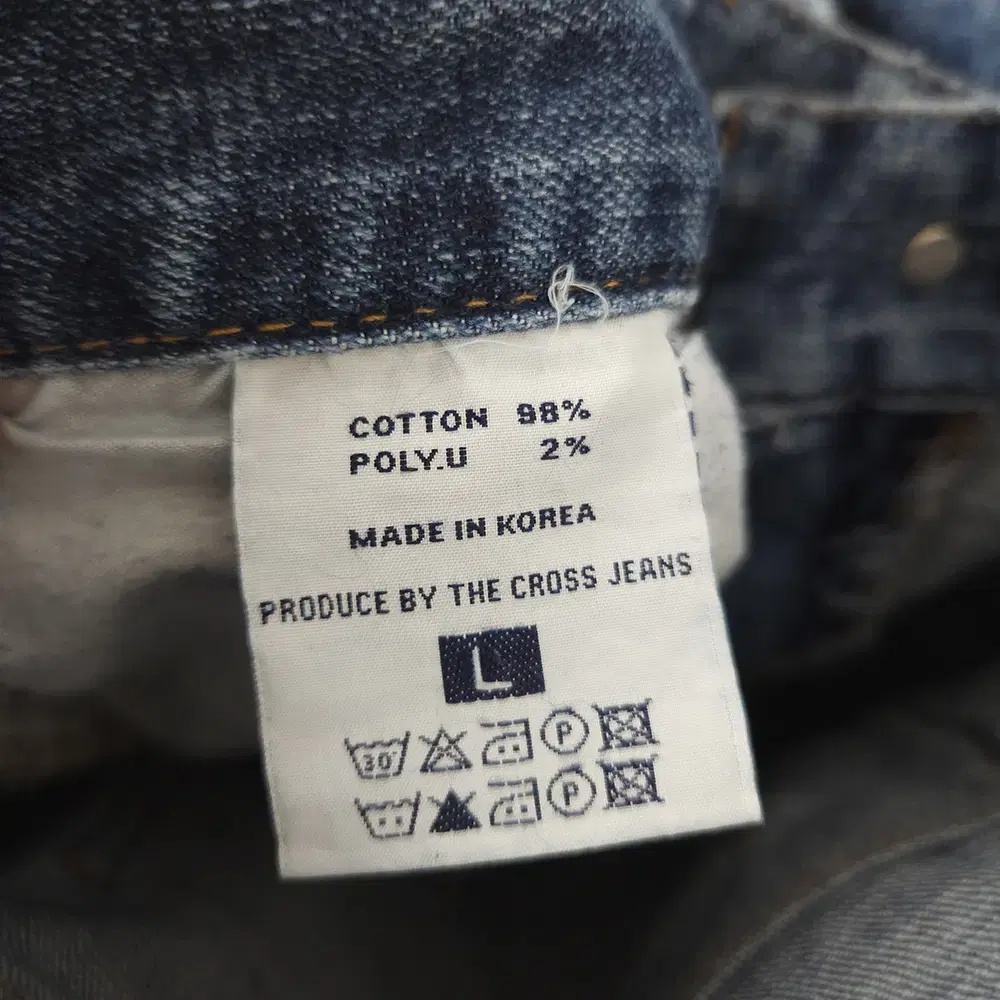 COTTON 98%
POLY.U 2%
MADE IN KOREA
PRODUCE BY THE CROSS JEANS
L
30° P
P